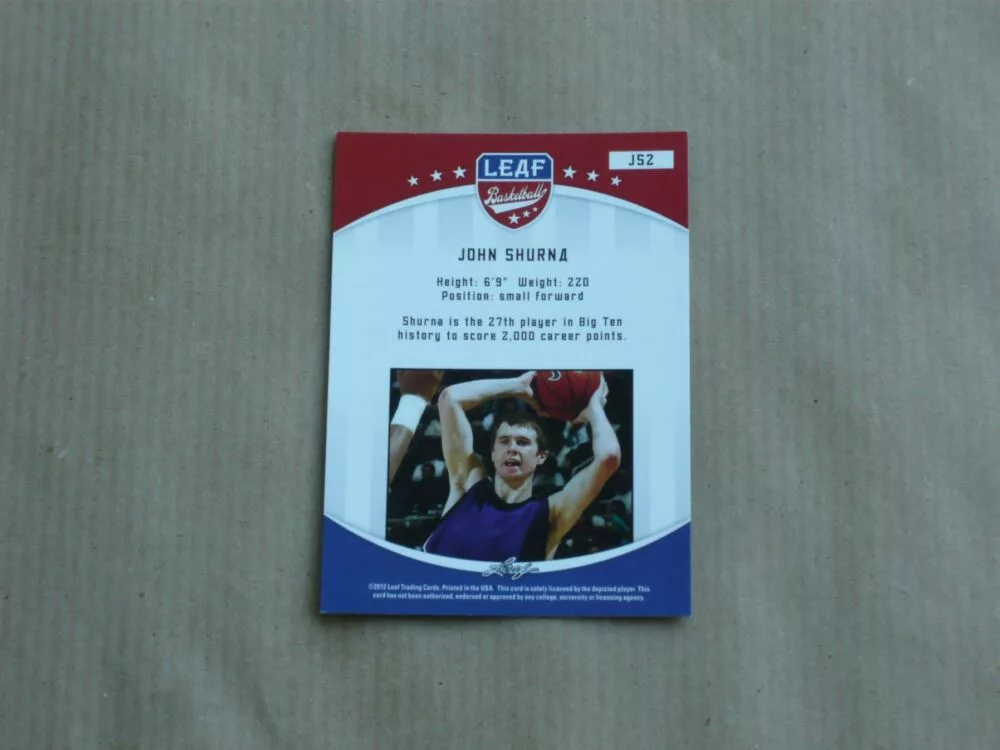 JS2
LEAF
Basketball
JOHN SHURNA
Height: 6'9" Weight: 220
Position: small forward
Shurna is the 27th player in Big Ten
history to score 2,000 career points.
Leaf
©2012 Leaf Trading Cards. Printed in the USA. This card is solely licensed by the depicted player. This
card has not been authorized, endorsed or approved by any college, university or licensing agency.